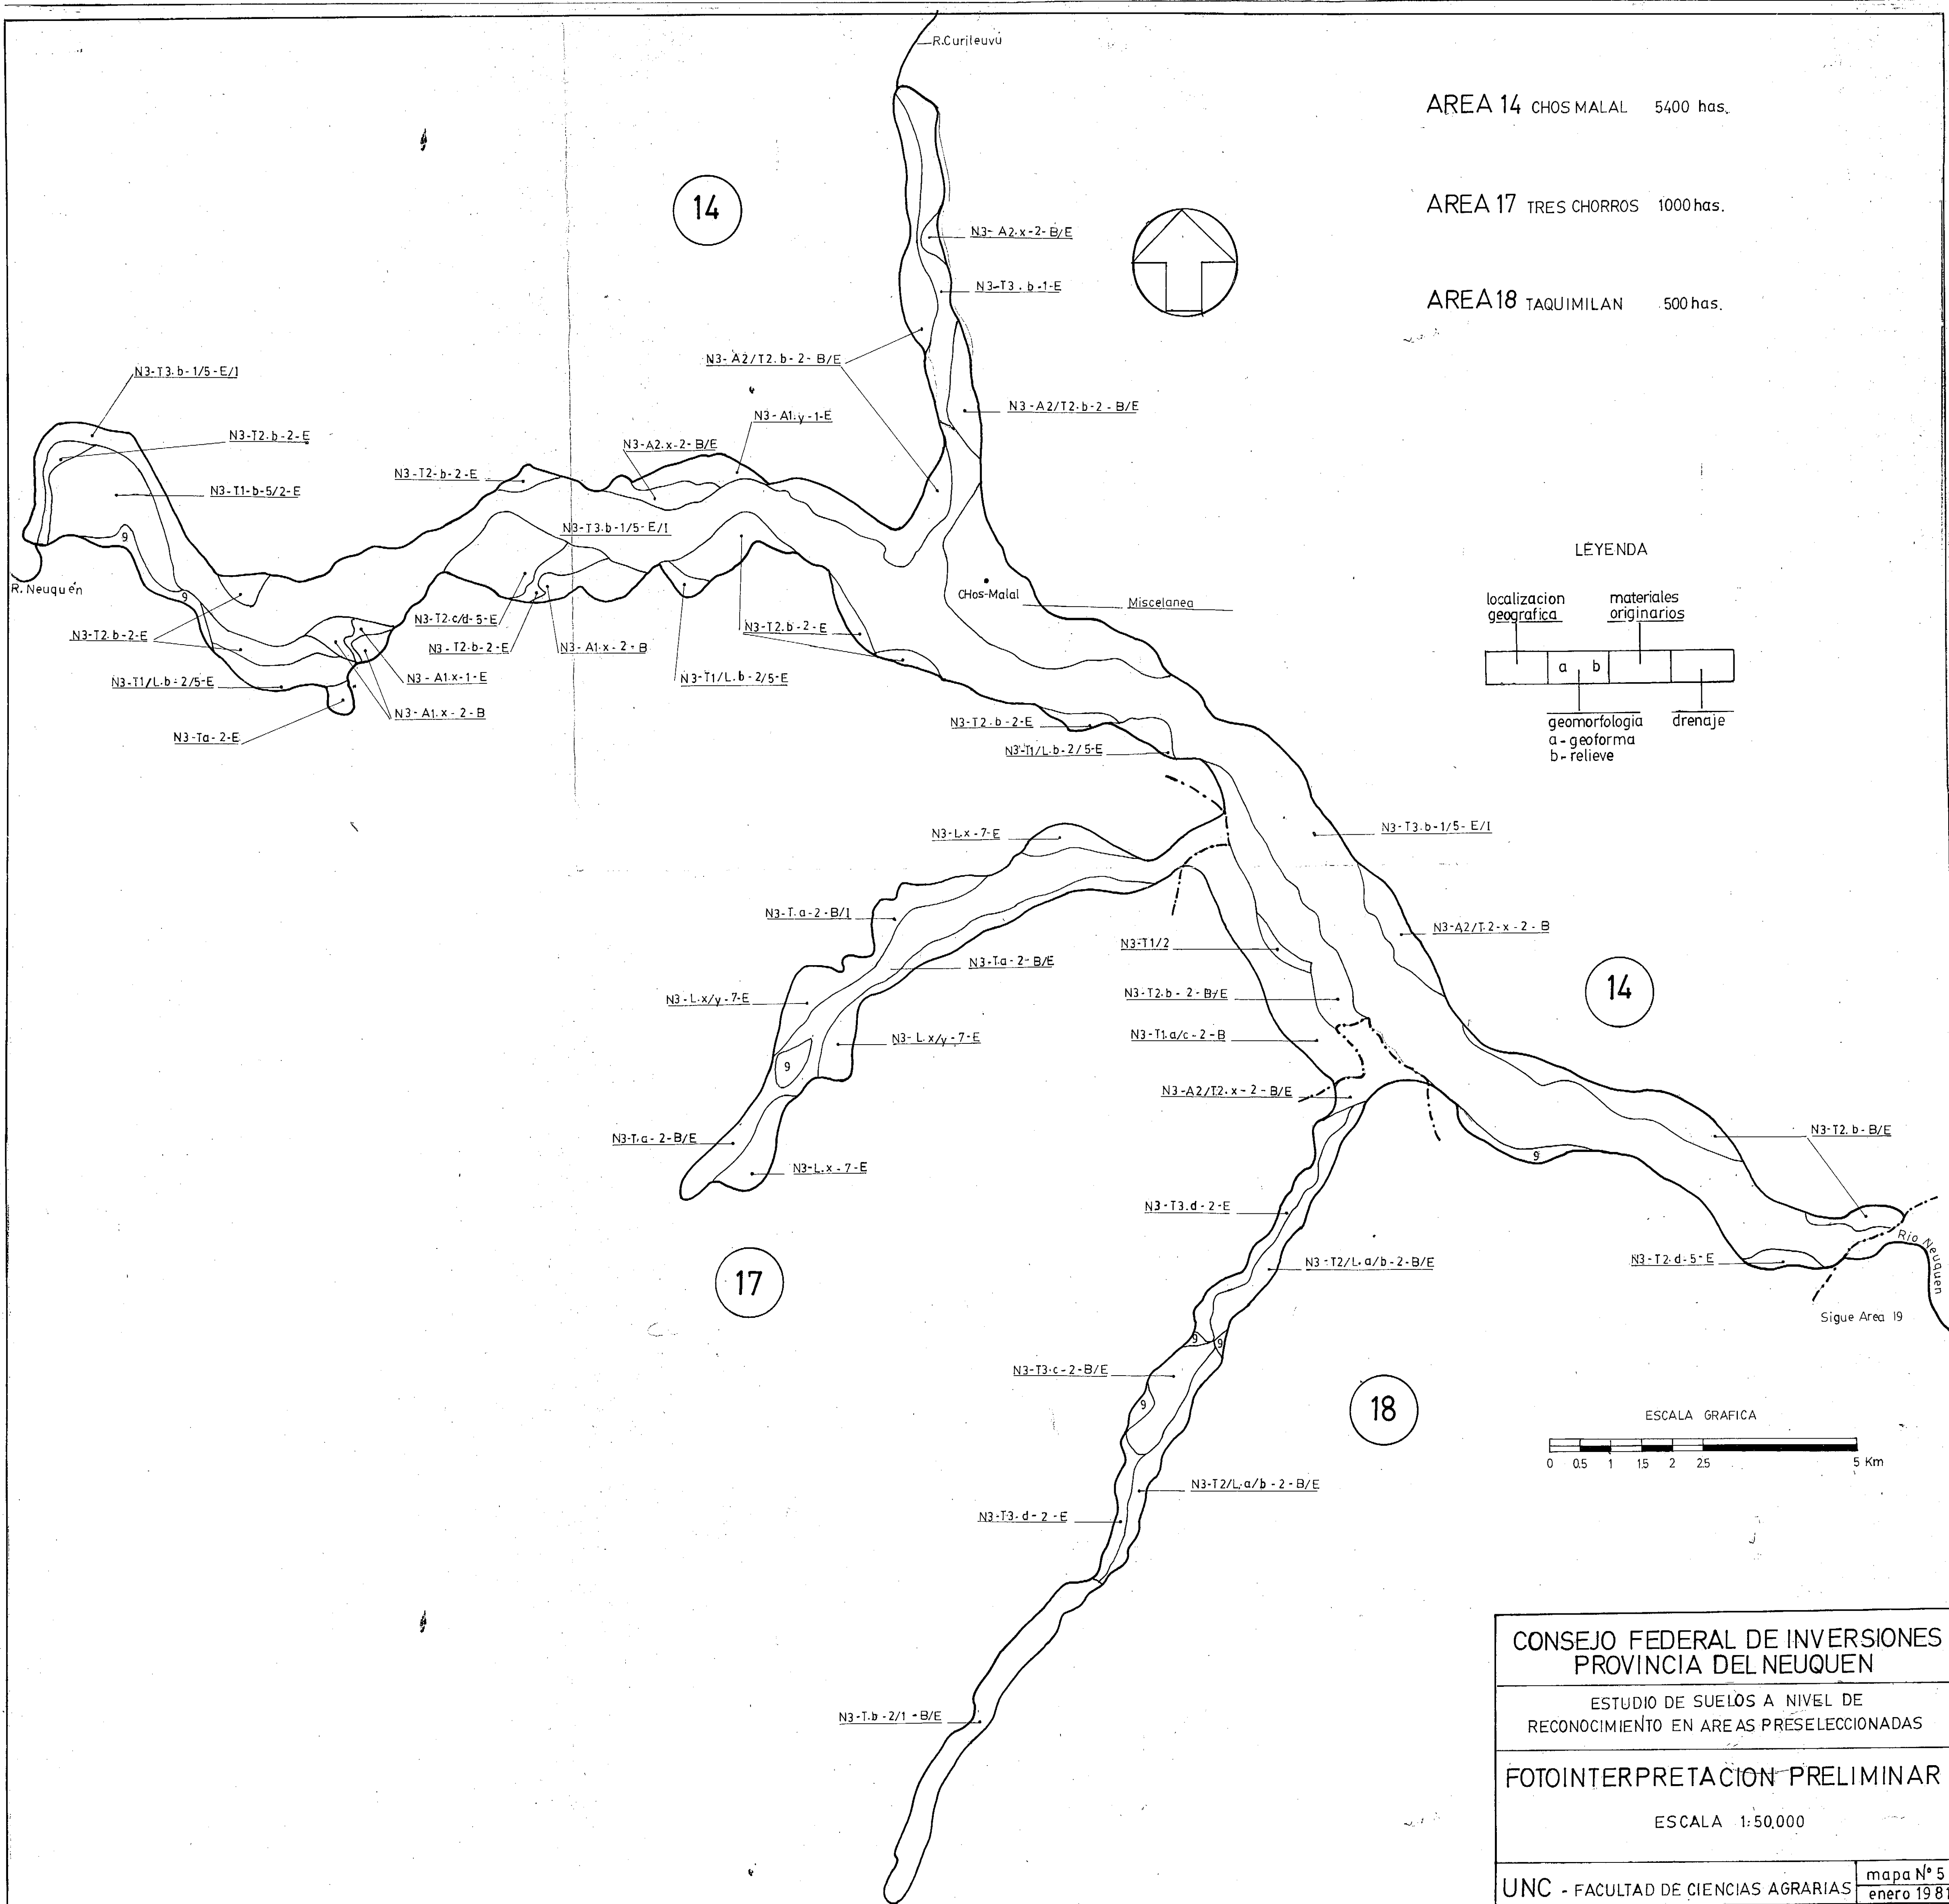 R.Curileuvú
AREA 14 CHOS MALAL 5400 has.
AREA 17 TRES CHORROS 1000 has.
AREA 18 TAQUIMILAN 500 has.
14
N3-A2.x-2-B/E
N3-T3.b-1-E
N3-A2/T2.b-2-B/E
N3-A2/T2.b-2-B/E
N3-T3.b-1/5-E/I
N3-T2.b-2-E
N3-T1-b-5/2-E
N3-A1.y-1-E
N3-A2.x-2-B/E
N3-T2-b-2-E
N3-T3.b-1/5-E/I
9
R. Neuquén
9
N3-T2.b-2-E
N3-T2.c/d-5-E
N3-T2.b-2-E
N3-A1.x-2-B
N3-T2.b-2-E
N3-T1/L.b-2/5-E
N3-T1/L.b-2/5-E
N3-A1.x-1-E
N3-A1.x-2-B
N3-Ta-2-E
CHos-Malal
Miscelanea
LEYENDA
localizacion geografica
materiales originarios
a b
geomorfologia
a-geoforma
b-relieve
drenaje
N3-T2.b-2-E
N3-T1/L.b-2/5-E
N3-T3.b-1/5-E/I
N3-L.x-7-E
N3-T.a-2-B/I
N3-A2/T.2-x-2-B
N3-T1/2
N3-T.a-2-B/E
14
N3-L.x/y-7-E
N3-T2.b-2-B/E
N3-L.x/y-7-E
N3-T1.a/c-2-B
9
N3-A2/T2.x-2-B/E
N3-T.a-2-B/E
N3-T2.b-B/E
9
N3-L.x-7-E
N3-T3.d-2-E
Rio Neuquen
N3-T2/L.a/b-2-B/E
N3-T2.d-5-E
17
Sigue Area 19
9
9
N3-T3.c-2-B/E
9
18
ESCALA GRAFICA
0 0.5 1 1.5 2 2.5 5 Km
N3-T2/L.a/b-2-B/E
N3-T3.d-2-E
N3-T.b-2/1-B/E
CONSEJO FEDERAL DE INVERSIONES
PROVINCIA DEL NEUQUEN
ESTUDIO DE SUELOS A NIVEL DE
RECONOCIMIENTO EN AREAS PRESELECCIONADAS
FOTOINTERPRETACION PRELIMINAR
ESCALA 1:50,000
UNC - FACULTAD DE CIENCIAS AGRARIAS
mapa Nº 5
enero 1981